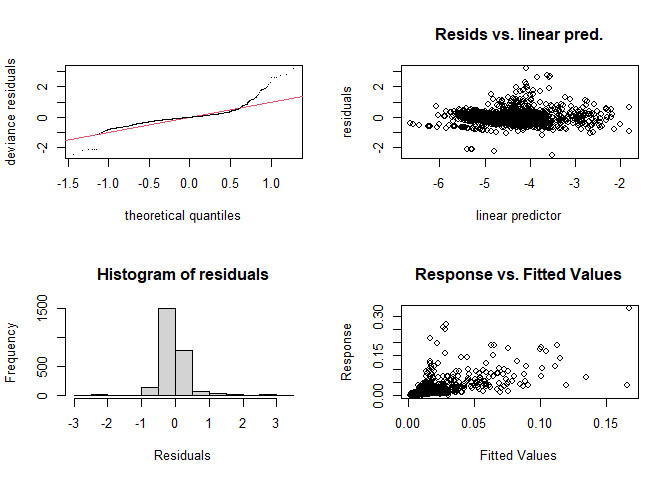 deviance residuals
2
0
-2
-1.5 -1.0 -0.5 0.0 0.5 1.0
theoretical quantiles
Resids vs. linear pred.
residuals
2
0
-2
-6 -5 -4 -3 -2
linear predictor
Histogram of residuals
Frequency
1500
500
0
-3 -2 -1 0 1 2 3
Residuals
Response vs. Fitted Values
Response
0.30
0.15
0.00
0.00 0.05 0.10 0.15
Fitted Values